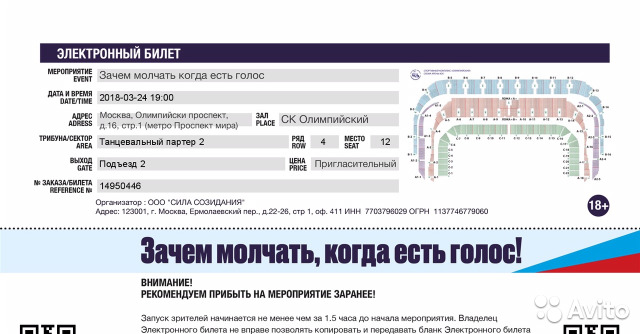 ЭЛЕКТРОННЫЙ БИЛЕТ
МЕРОПРИЯТИЕ
EVENT
Зачем молчать когда есть голос
ДАТА И ВРЕМЯ
DATE/TIME
2018-03-24 19:00
АДРЕС
ADRESS
Москва, Олимпийски проспект,
д.16, стр.1 (метро Проспект мира)
ЗАЛ
PLACE
СК Олимпийский
ТРИБУНА/СЕКТОР
AREA
Танцевальный партер 2
РЯД
ROW
4
МЕСТО
SEAT
12
ВЫХОД
GATE
Подъезд 2
ЦЕНА
PRICE
Пригласительный
№ ЗАКАЗА/БИЛЕТА
REFERENCE №
14950446
Организатор : ООО "СИЛА СОЗИДАНИЯ"
Адрес: 123001, г. Москва, Ермолаевский пер., д.22-26, стр 1, оф. 411 ИНН 7703796029 ОГРН 1137746779060
18+
Зачем молчать, когда есть голос!
ВНИМАНИЕ!
РЕКОМЕНДУЕМ ПРИБЫТЬ НА МЕРОПРИЯТИЕ ЗАРАНЕЕ!
Запуск зрителей начинается не менее чем за 1.5 часа до начала мероприятия. Владелец
Электронного билета не вправе позволять копировать и передавать бланк Электронного билета
Avito